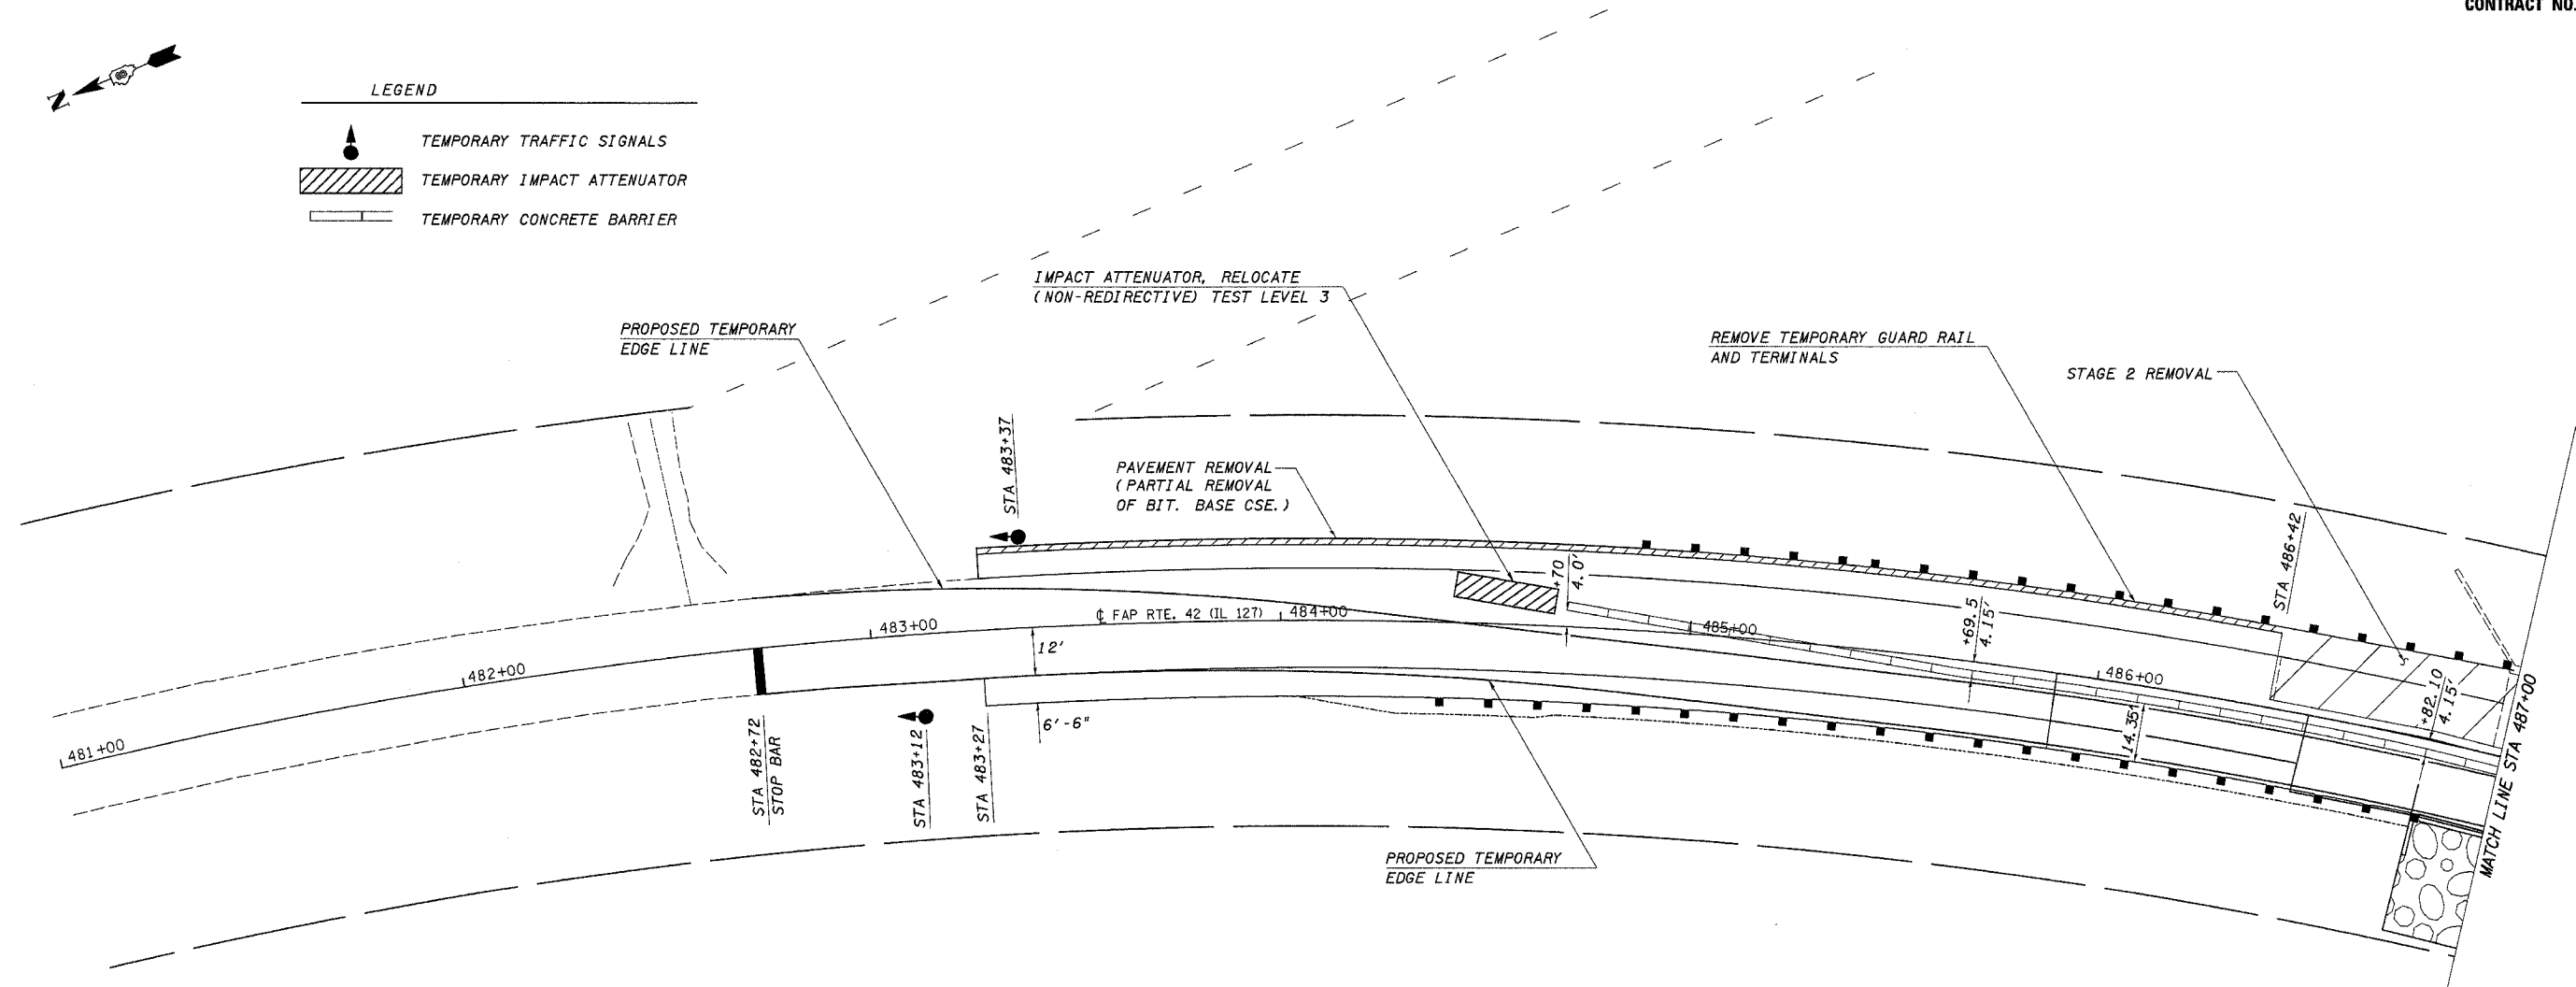 CONTRACT NO.
N
LEGEND
TEMPORARY TRAFFIC SIGNALS
TEMPORARY IMPACT ATTENUATOR
TEMPORARY CONCRETE BARRIER
IMPACT ATTENUATOR, RELOCATE
(NON-REDIRECTIVE) TEST LEVEL 3
PROPOSED TEMPORARY
EDGE LINE
REMOVE TEMPORARY GUARD RAIL
AND TERMINALS
STAGE 2 REMOVAL
STA 483+37
PAVEMENT REMOVAL
(PARTIAL REMOVAL
OF BIT. BASE CSE.)
STA 486+42
+70
4.0'
+69.5
4.15'
℄ FAP RTE. 42 (IL 127)
481+00
482+00
483+00
484+00
485+00
486+00
12'
6'-6"
14.35'
+82.10
4.15'
STA 482+72
STOP BAR
STA 483+12
STA 483+27
PROPOSED TEMPORARY
EDGE LINE
MATCH LINE STA 487+00